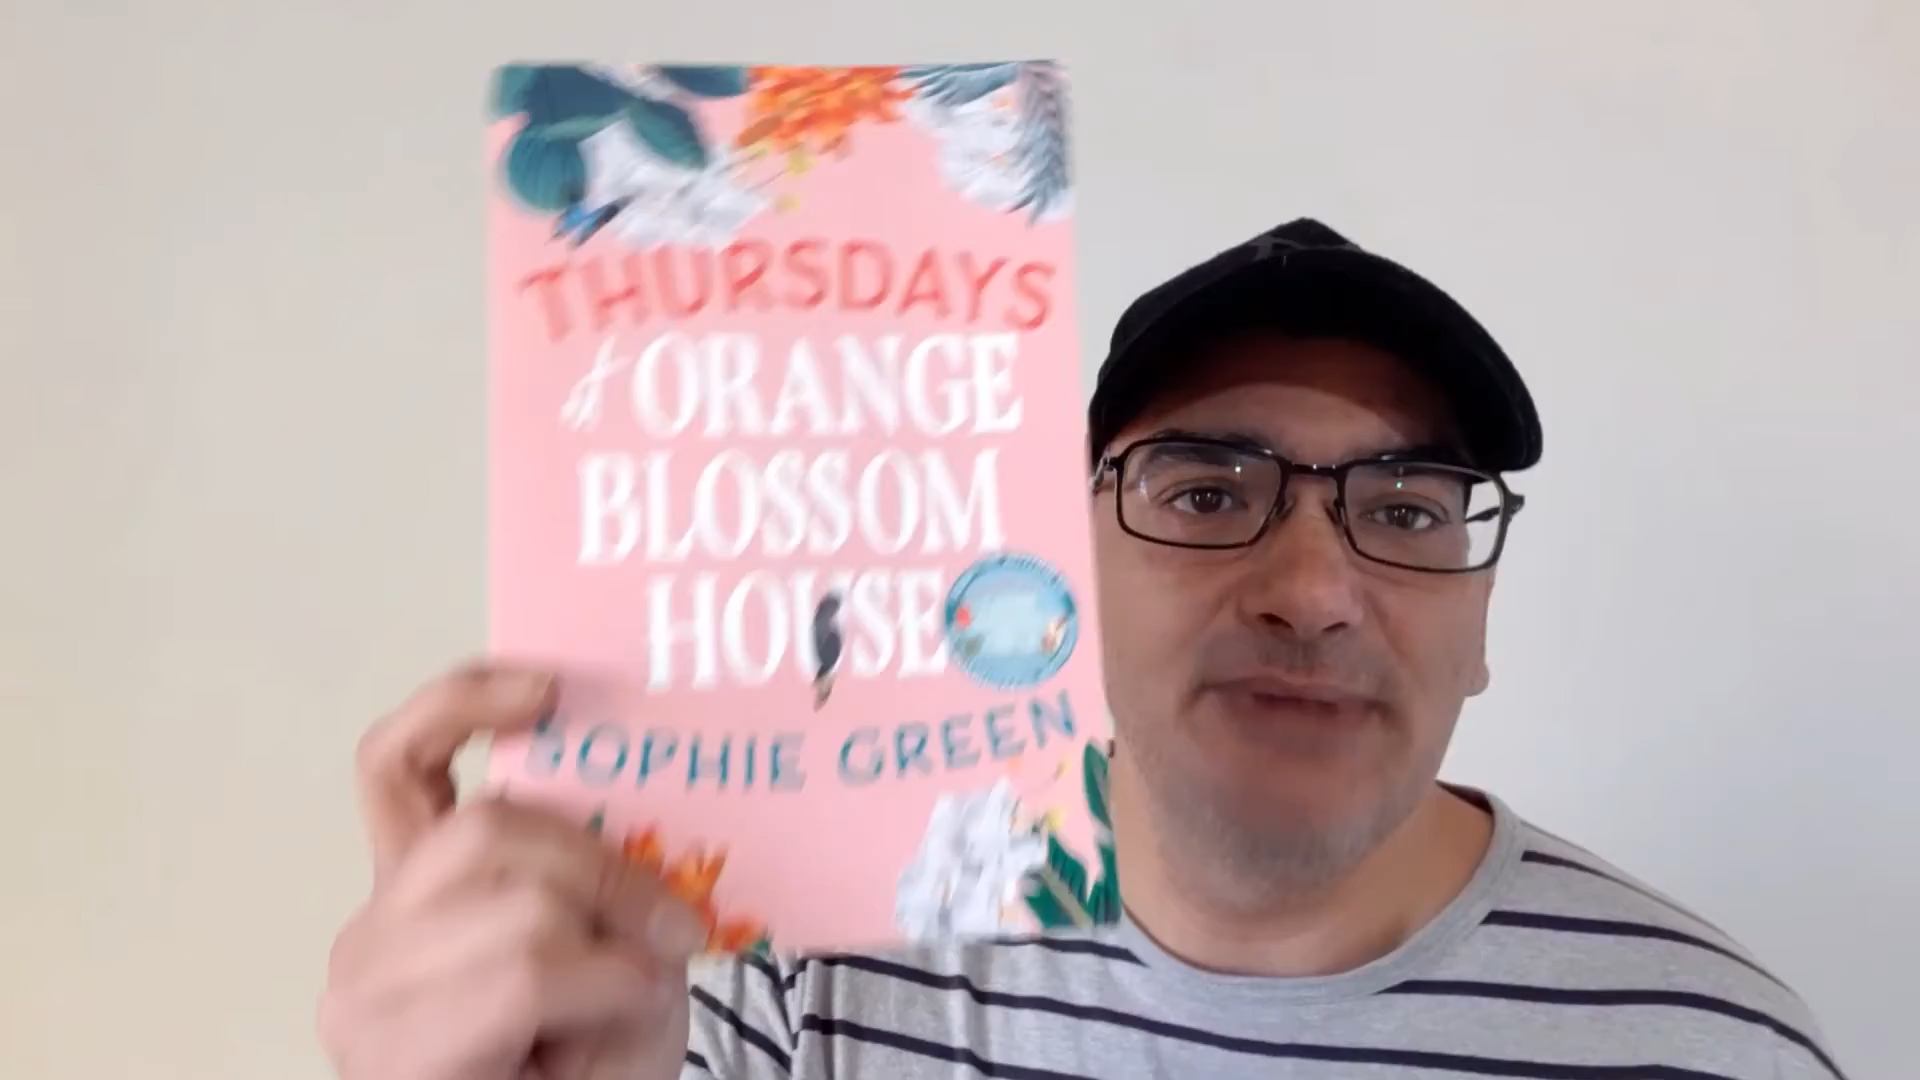 THURSDAYS
at ORANGE
BLOSSOM
HOUSE
SOPHIE GREEN